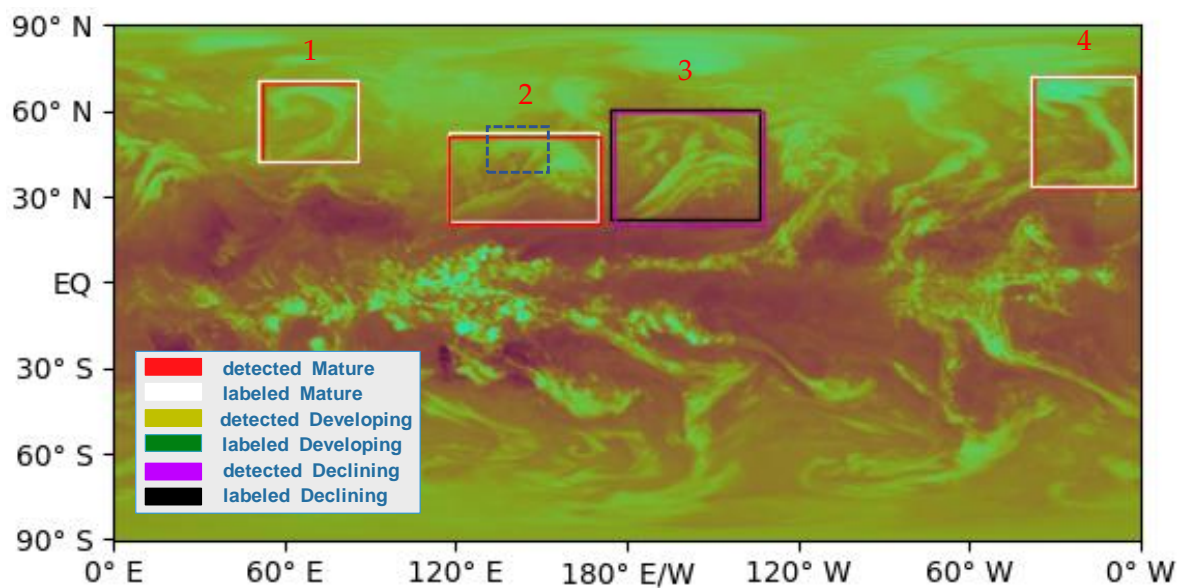 90° N
1
4
3
2
60° N
30° N
EQ
30° S
60° S
90° S
detected Mature
labeled Mature
detected Developing
labeled Developing
detected Declining
labeled Declining
0° E
60° E
120° E
180° E/W
120° W
60° W
0° W